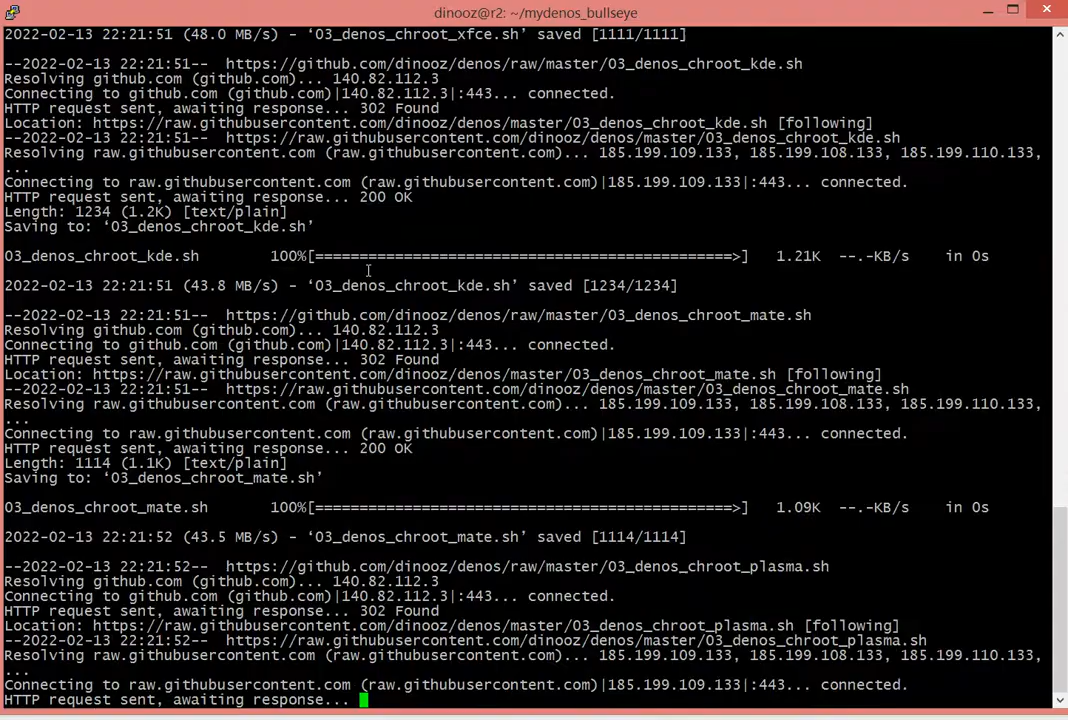 dinooz@r2: ~/mydenos_bullseye
2022-02-13 22:21:51 (48.0 MB/s) - ‘03_denos_chroot_xfce.sh’ saved [1111/1111]
--2022-02-13 22:21:51--  https://github.com/dinooz/denos/raw/master/03_denos_chroot_kde.sh
Resolving github.com (github.com)... 140.82.112.3
Connecting to github.com (github.com)|140.82.112.3|:443... connected.
HTTP request sent, awaiting response... 302 Found
Location: https://raw.githubusercontent.com/dinooz/denos/master/03_denos_chroot_kde.sh [following]
--2022-02-13 22:21:51--  https://raw.githubusercontent.com/dinooz/denos/master/03_denos_chroot_kde.sh
Resolving raw.githubusercontent.com (raw.githubusercontent.com)... 185.199.109.133, 185.199.108.133, 185.199.110.133,
...
Connecting to raw.githubusercontent.com (raw.githubusercontent.com)|185.199.109.133|:443... connected.
HTTP request sent, awaiting response... 200 OK
Length: 1234 (1.2K) [text/plain]
Saving to: ‘03_denos_chroot_kde.sh’
03_denos_chroot_kde.sh        100%[===============================================>]   1.21K  --.-KB/s    in 0s
2022-02-13 22:21:51 (43.8 MB/s) - ‘03_denos_chroot_kde.sh’ saved [1234/1234]
--2022-02-13 22:21:51--  https://github.com/dinooz/denos/raw/master/03_denos_chroot_mate.sh
Resolving github.com (github.com)... 140.82.112.3
Connecting to github.com (github.com)|140.82.112.3|:443... connected.
HTTP request sent, awaiting response... 302 Found
Location: https://raw.githubusercontent.com/dinooz/denos/master/03_denos_chroot_mate.sh [following]
--2022-02-13 22:21:51--  https://raw.githubusercontent.com/dinooz/denos/master/03_denos_chroot_mate.sh
Resolving raw.githubusercontent.com (raw.githubusercontent.com)... 185.199.109.133, 185.199.108.133, 185.199.110.133,
...
Connecting to raw.githubusercontent.com (raw.githubusercontent.com)|185.199.109.133|:443... connected.
HTTP request sent, awaiting response... 200 OK
Length: 1114 (1.1K) [text/plain]
Saving to: ‘03_denos_chroot_mate.sh’
03_denos_chroot_mate.sh       100%[===============================================>]   1.09K  --.-KB/s    in 0s
2022-02-13 22:21:52 (43.5 MB/s) - ‘03_denos_chroot_mate.sh’ saved [1114/1114]
--2022-02-13 22:21:52--  https://github.com/dinooz/denos/raw/master/03_denos_chroot_plasma.sh
Resolving github.com (github.com)... 140.82.112.3
Connecting to github.com (github.com)|140.82.112.3|:443... connected.
HTTP request sent, awaiting response... 302 Found
Location: https://raw.githubusercontent.com/dinooz/denos/master/03_denos_chroot_plasma.sh [following]
--2022-02-13 22:21:52--  https://raw.githubusercontent.com/dinooz/denos/master/03_denos_chroot_plasma.sh
Resolving raw.githubusercontent.com (raw.githubusercontent.com)... 185.199.109.133, 185.199.108.133, 185.199.110.133,
...
Connecting to raw.githubusercontent.com (raw.githubusercontent.com)|185.199.109.133|:443... connected.
HTTP request sent, awaiting response...